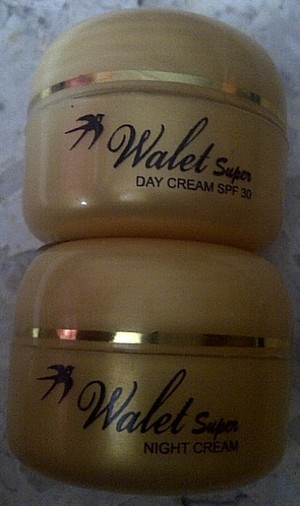 Walet Super
DAY CREAM SPF 30
Walet Super
NIGHT CREAM